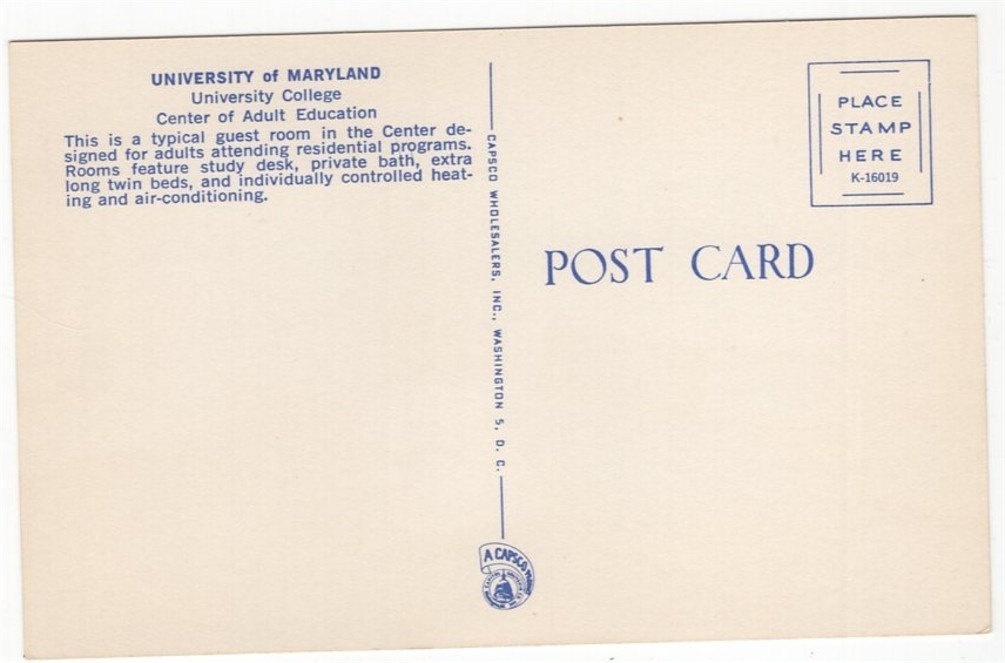 UNIVERSITY of MARYLAND
University College
Center of Adult Education
This is a typical guest room in the Center de-
signed for adults attending residential programs.
Rooms feature study desk, private bath, extra
long twin beds, and individually controlled heat-
ing and air-conditioning.
CAPSCO WHOLESALERS, INC., WASHINGTON 5, D. C.
A CAPSCO
PLACE
STAMP
HERE
K-16019
POST CARD